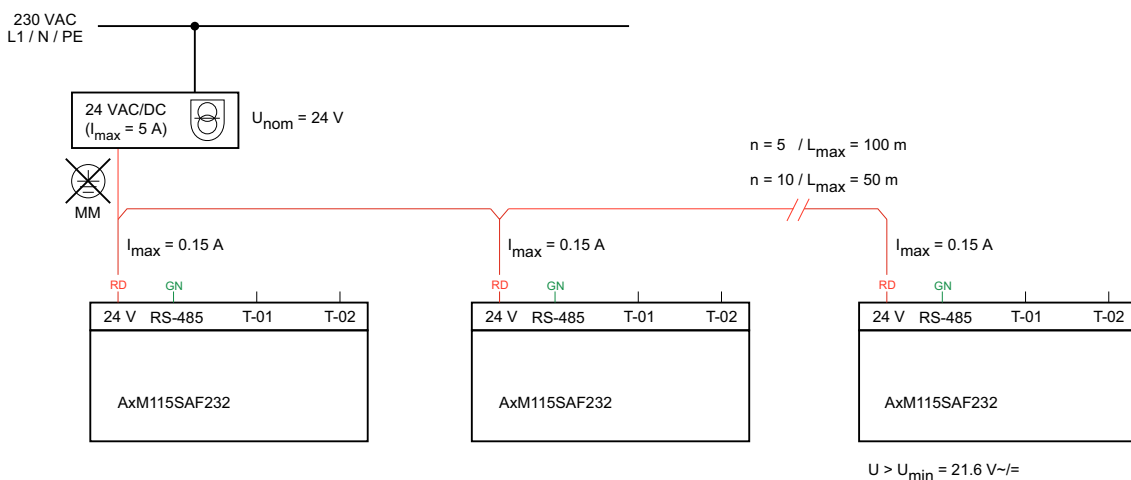 230 VAC
L1 / N / PE
24 VAC/DC
(Imax = 5 A)
Unom = 24 V
n = 5 / Lmax = 100 m
n = 10 / Lmax = 50 m
MM
Imax = 0.15 A
Imax = 0.15 A
Imax = 0.15 A
RD GN
RD GN
RD GN
24 V RS-485 T-01 T-02
24 V RS-485 T-01 T-02
24 V RS-485 T-01 T-02
AxM115SAF232
AxM115SAF232
AxM115SAF232
U > Umin = 21.6 V~/=